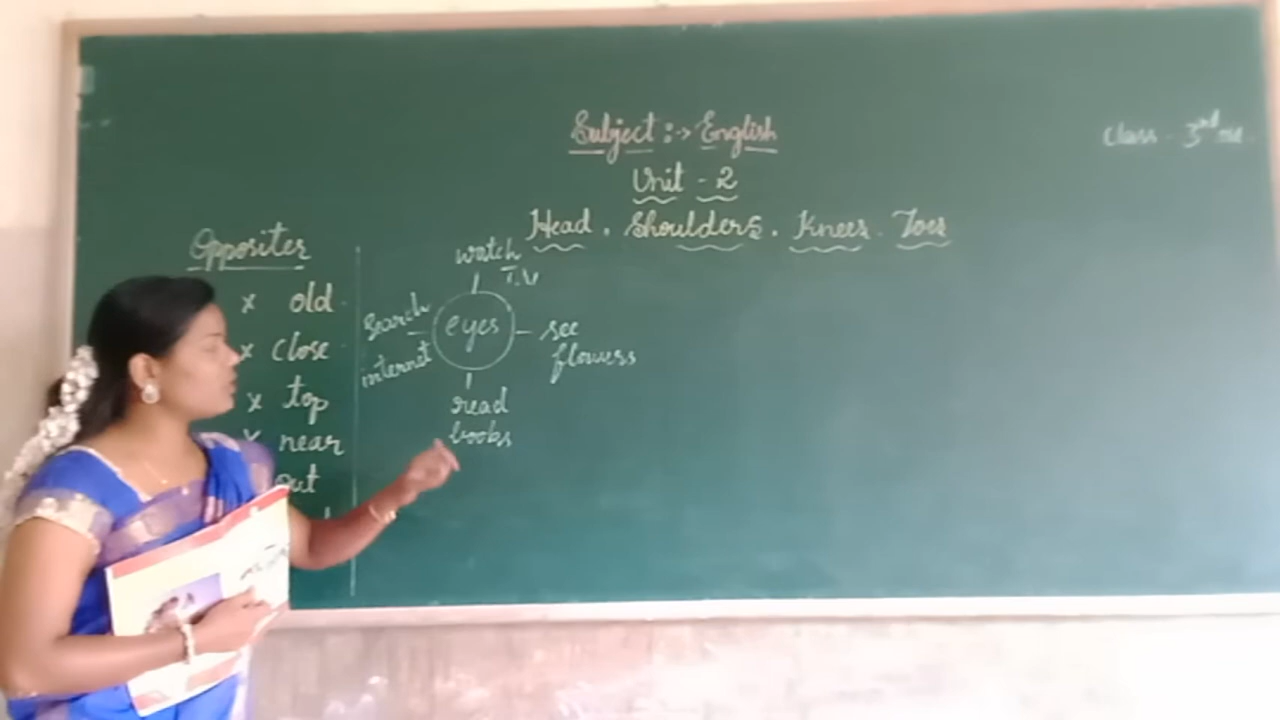 Subject :-> English
Class - 3rd
Unit - 2
Head. Shoulders. Knees. Toes
Opposites
x old
x close
x top
x near
out
watch
T.V
Search
internet
eyes
see
flowers
read
books